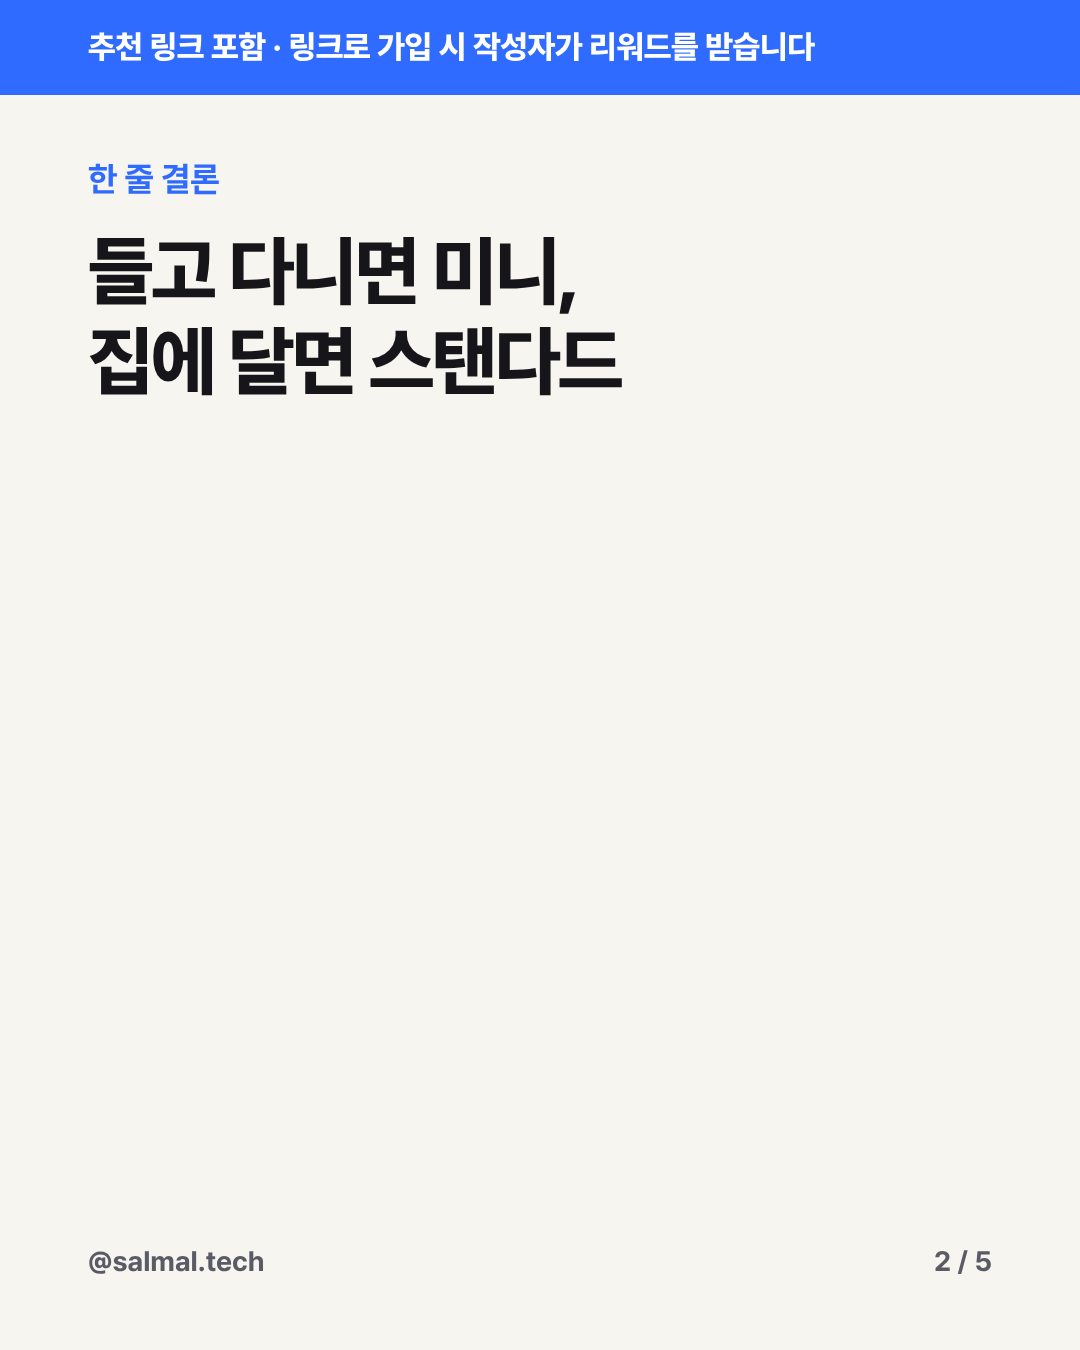 추천 링크 포함 · 링크로 가입 시 작성자가 리워드를 받습니다
한 줄 결론
들고 다니면 미니,
집에 달면 스탠다드
@salmal.tech
2 / 5